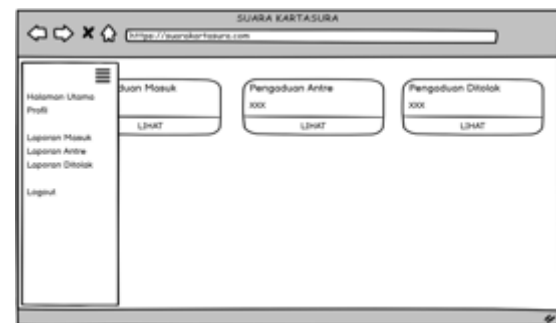 SUARA KARTASURA
https://suarakartasura.com
Halaman Utama
Profil
Laporan Masuk
Laporan Antre
Laporan Ditolak
Logout
duan Masuk
LIHAT
Pengaduan Antre
XXX
LIHAT
Pengaduan Ditolak
XXX
LIHAT